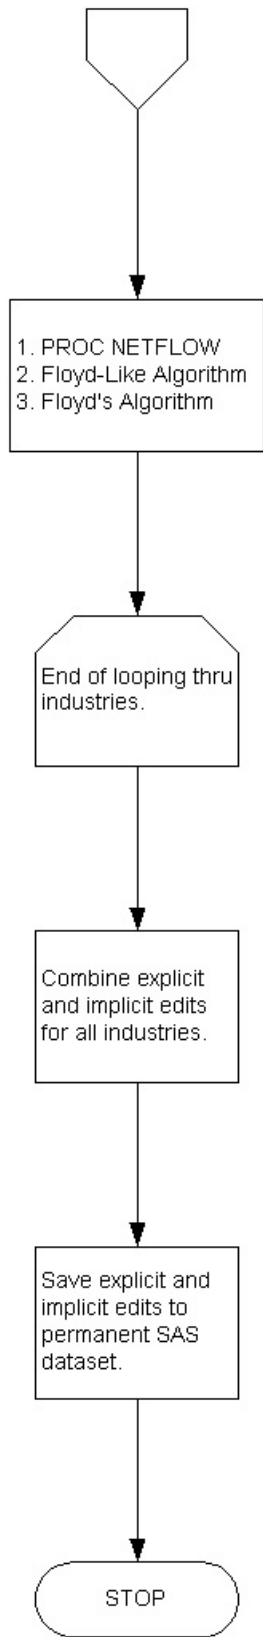 1. PROC NETFLOW
2. Floyd-Like Algorithm
3. Floyd's Algorithm
End of looping thru
industries.
Combine explicit
and implicit edits
for all industries.
Save explicit and
implicit edits to
permanent SAS
dataset.
STOP